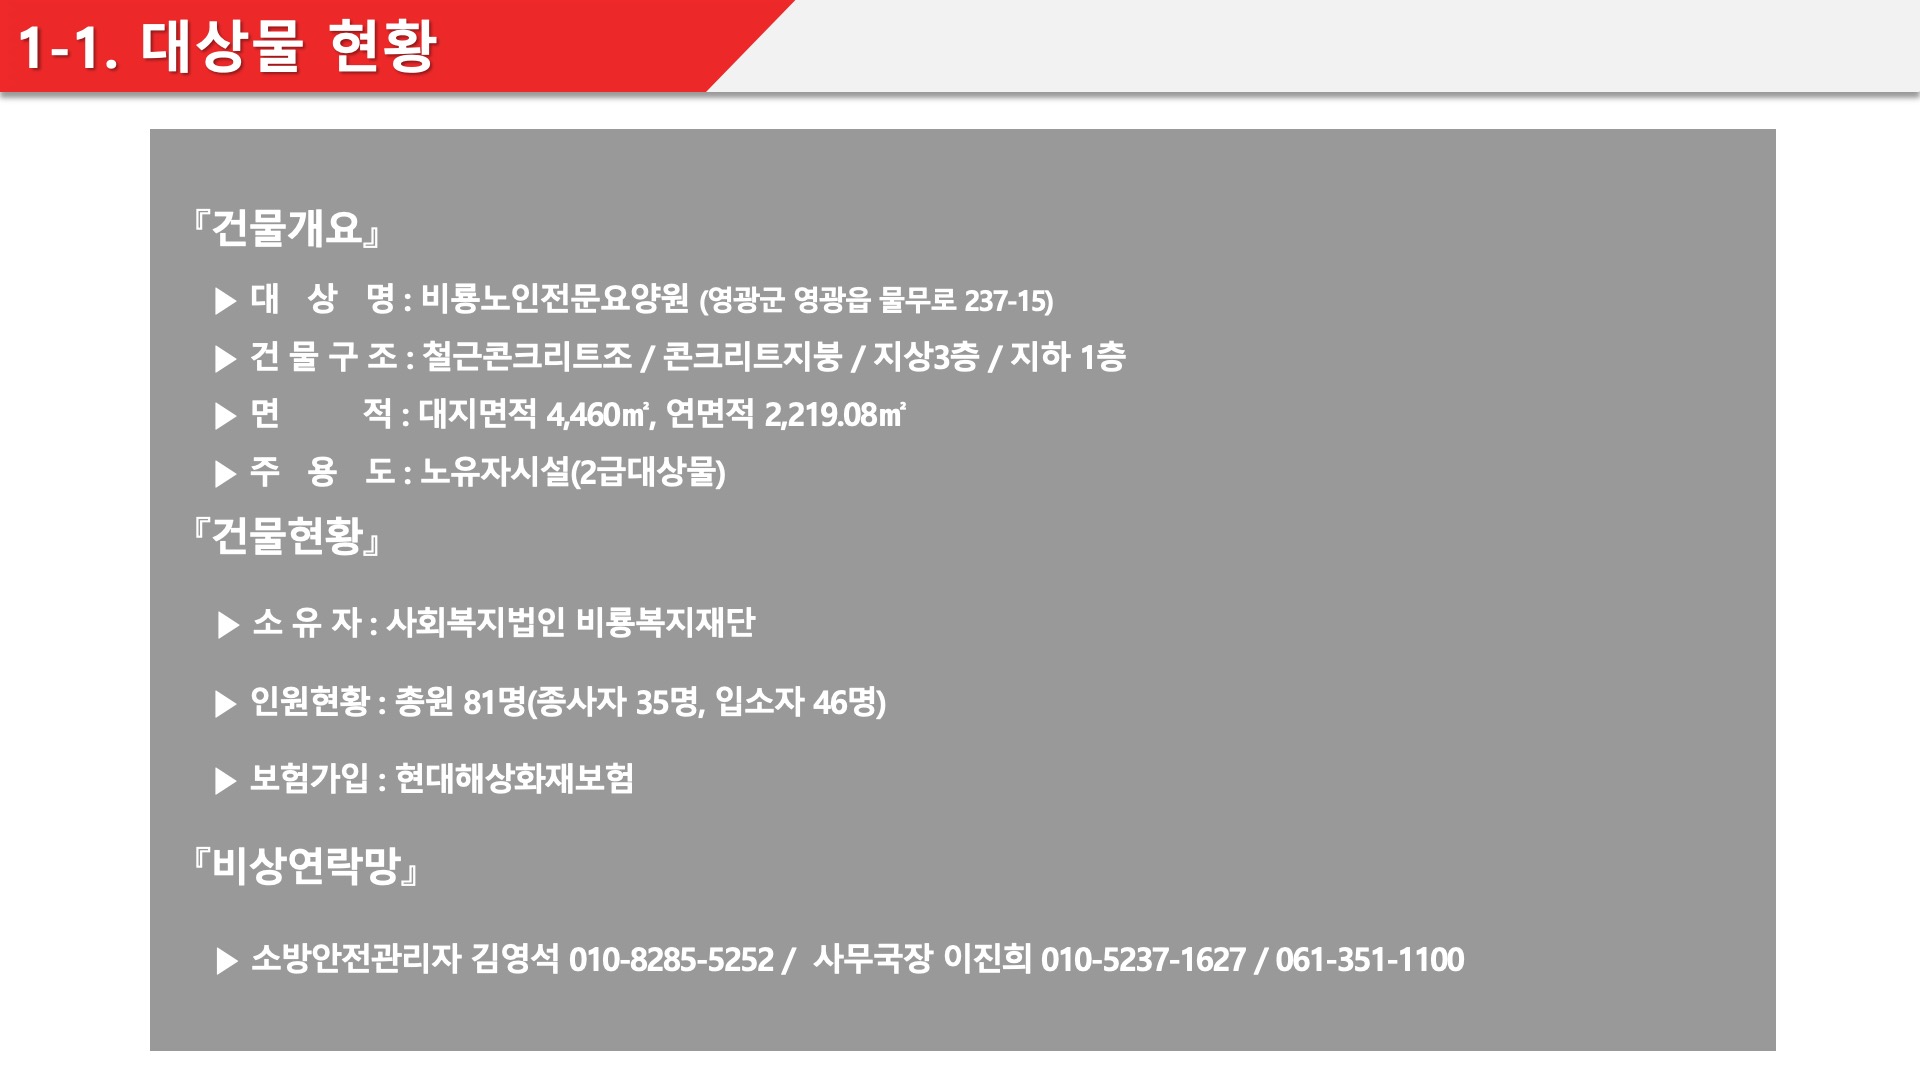 1-1. 대상물 현황
『건물개요』
▶ 대 상 명 : 비룡노인전문요양원 (영광군 영광읍 물무로 237-15)
▶ 건 물 구 조 : 철근콘크리트조 / 콘크리트지붕 / 지상3층 / 지하 1층
▶ 면 적 : 대지면적 4,460㎡, 연면적 2,219.08㎡
▶ 주 용 도 : 노유자시설(2급대상물)
『건물현황』
▶ 소 유 자 : 사회복지법인 비룡복지재단
▶ 인원현황 : 총원 81명(종사자 35명, 입소자 46명)
▶ 보험가입 : 현대해상화재보험
『비상연락망』
▶ 소방안전관리자 김영석 010-8285-5252 / 사무국장 이진희 010-5237-1627 / 061-351-1100